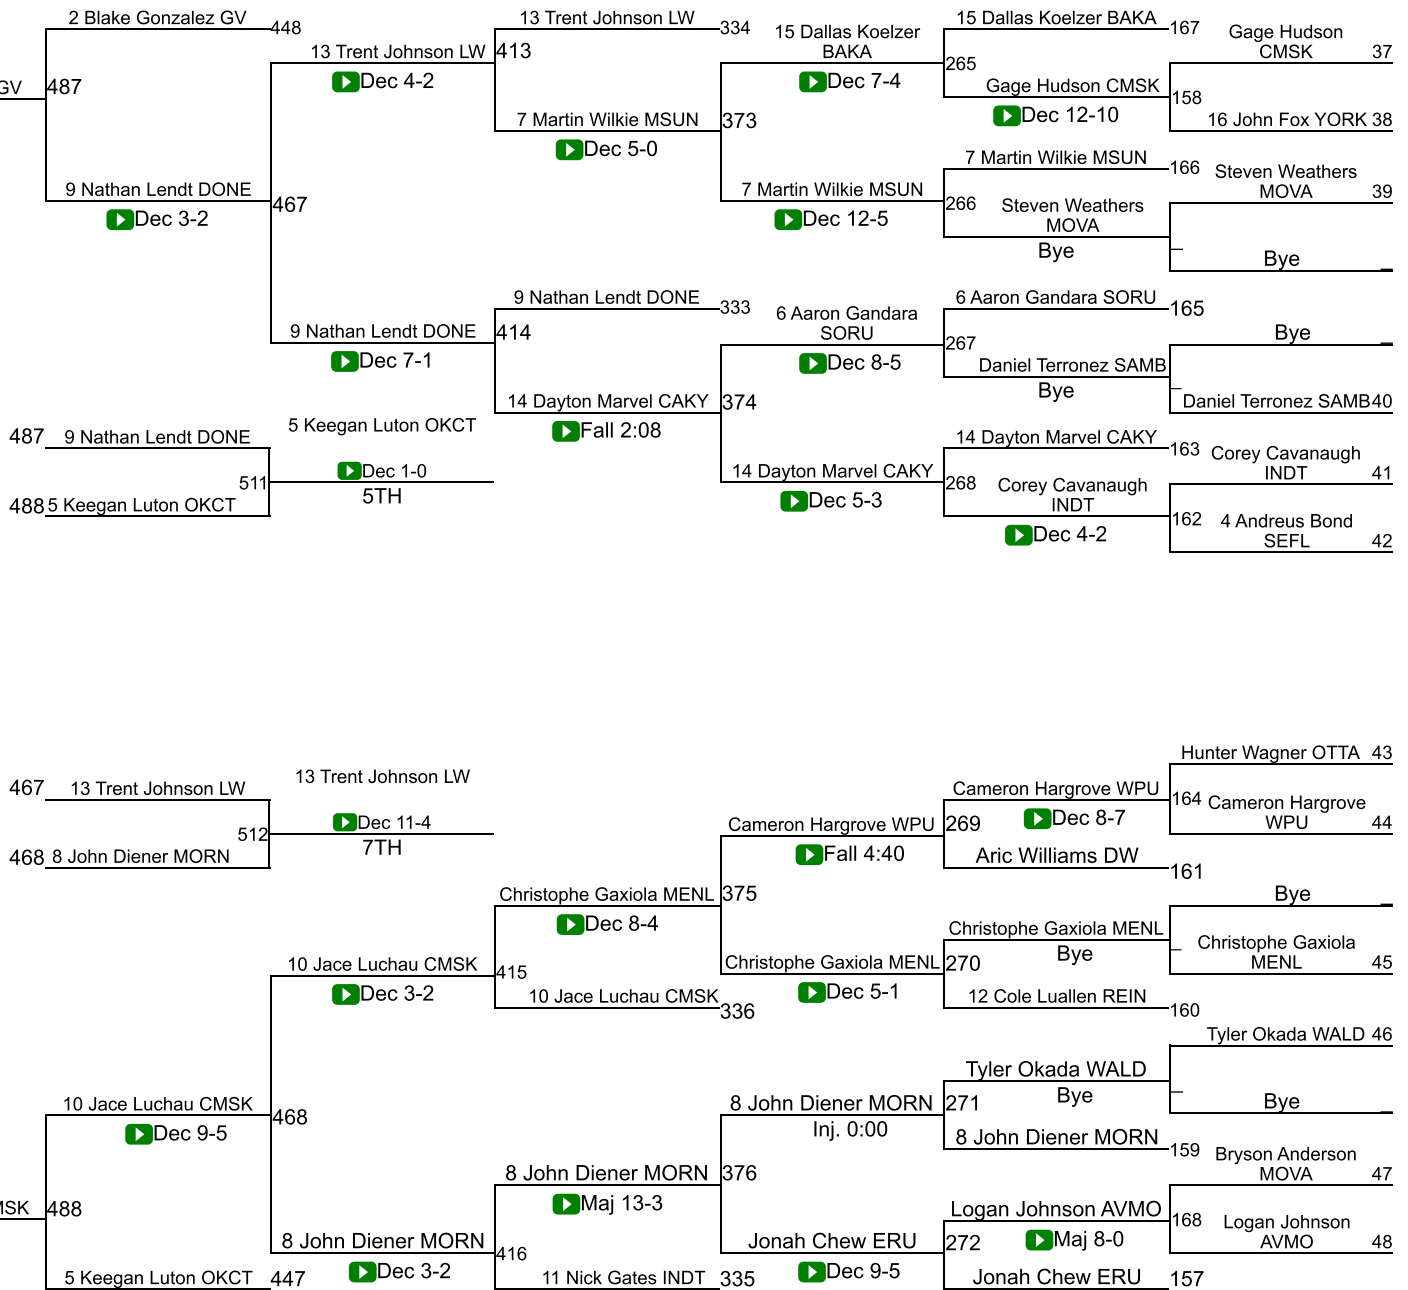 2 Blake Gonzalez GV
448
13 Trent Johnson LW
334
15 Dallas Koelzer BAKA
167
GV
487
13 Trent Johnson LW
413
Dec 4-2
15 Dallas Koelzer
BAKA
Dec 7-4
265
Gage Hudson
CMSK
37
Gage Hudson CMSK
158
Dec 12-10
7 Martin Wilkie MSUN
373
Dec 5-0
16 John Fox YORK 38
9 Nathan Lendt DONE
467
Dec 3-2
7 Martin Wilkie MSUN
266
Dec 12-5
7 Martin Wilkie MSUN
166
Steven Weathers
MOVA
39
Steven Weathers
MOVA
Bye
_
Bye
_
9 Nathan Lendt DONE
414
Dec 7-1
9 Nathan Lendt DONE
333
6 Aaron Gandara
SORU
Dec 8-5
6 Aaron Gandara SORU
165
267
Bye
_
Daniel Terronez SAMB
Bye
_
14 Dayton Marvel CAKY
374
Fall 2:08
Daniel Terronez SAMB40
487
9 Nathan Lendt DONE
5 Keegan Luton OKCT
511
Dec 1-0
5TH
488
5 Keegan Luton OKCT
14 Dayton Marvel CAKY
268
Dec 5-3
14 Dayton Marvel CAKY
163
Corey Cavanaugh
INDT
41
Corey Cavanaugh
INDT
Dec 4-2
162
4 Andreus Bond
SEFL
42
467
13 Trent Johnson LW
13 Trent Johnson LW
512
Dec 11-4
7TH
468
8 John Diener MORN
Hunter Wagner OTTA
43
Cameron Hargrove WPU
164
Dec 8-7
Cameron Hargrove
WPU
44
Cameron Hargrove WPU
269
Fall 4:40
Aric Williams DW
161
Christophe Gaxiola MENL
375
Dec 8-4
Bye
_
Christophe Gaxiola MENL
Bye
_
Christophe Gaxiola
MENL
45
10 Jace Luchau CMSK
415
Dec 3-2
Christophe Gaxiola MENL
270
Dec 5-1
10 Jace Luchau CMSK
336
12 Cole Luallen REIN
160
Tyler Okada WALD
46
Tyler Okada WALD
Bye
_
10 Jace Luchau CMSK
468
Dec 9-5
8 John Diener MORN
271
Inj. 0:00
Bye
_
8 John Diener MORN
159
8 John Diener MORN
376
Maj 13-3
Bryson Anderson
MOVA
47
MSK
488
Logan Johnson AVMO
168
Maj 8-0
Logan Johnson
AVMO
48
8 John Diener MORN
416
Dec 3-2
Jonah Chew ERU
272
Dec 9-5
5 Keegan Luton OKCT
447
11 Nick Gates INDT
335
Jonah Chew ERU
157